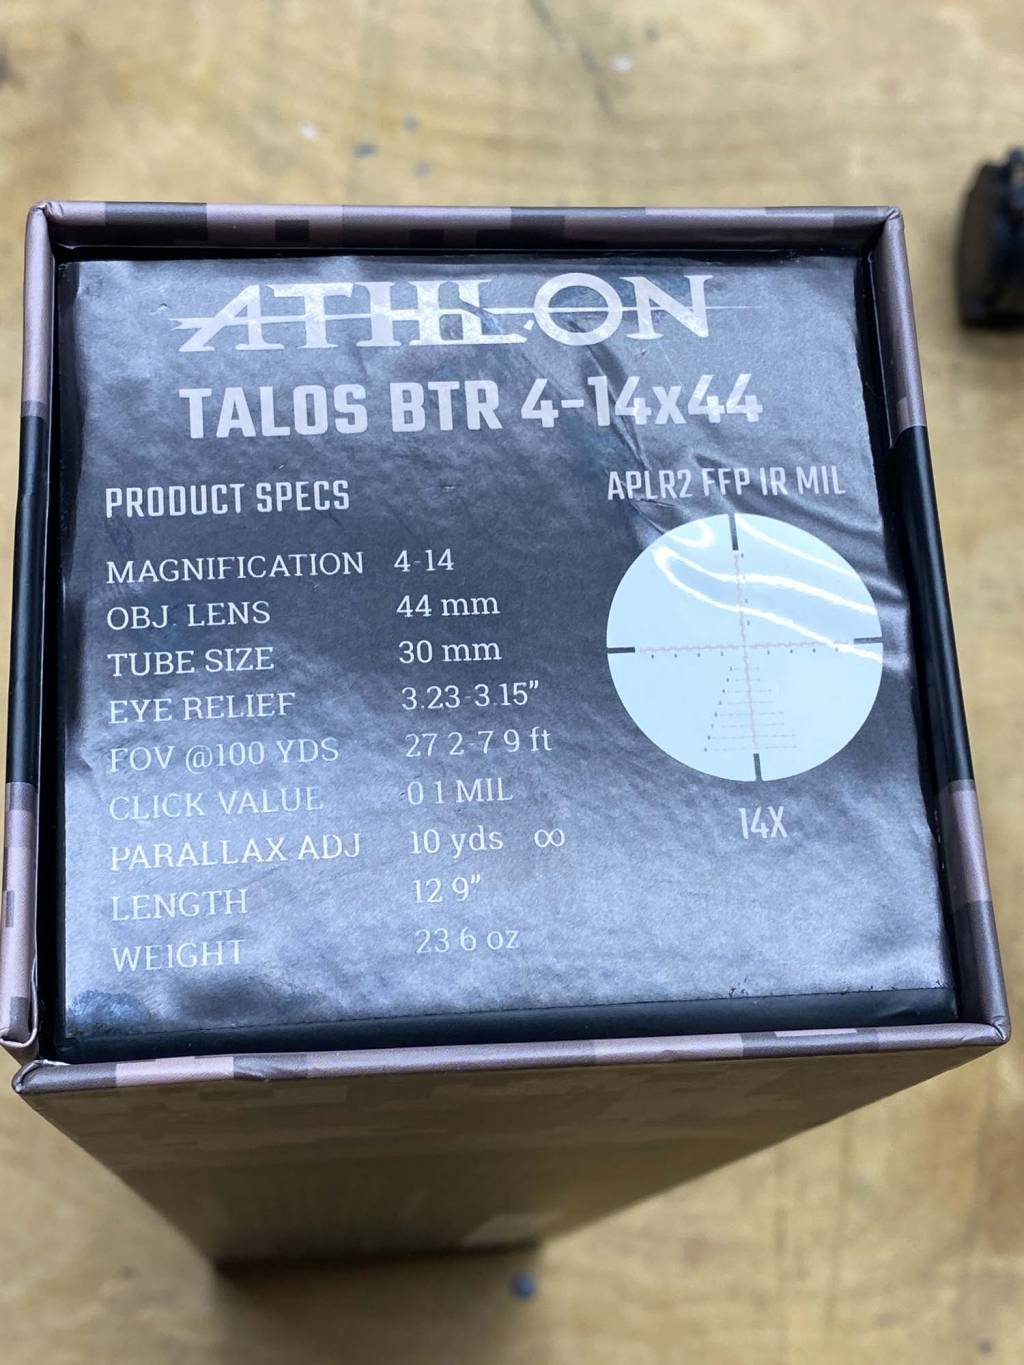 ATHLON
TALOS BTR 4-14x44
PRODUCT SPECS
APLR2 FFP IR MIL
MAGNIFICATION 4-14
OBJ. LENS 44 mm
TUBE SIZE 30 mm
EYE RELIEF 3.23-3.15”
FOV @100 YDS 27 2-7 9 ft
CLICK VALUE 0 1 MIL
PARALLAX ADJ 10 yds ∞
LENGTH 12 9”
WEIGHT 23 6 oz
14X